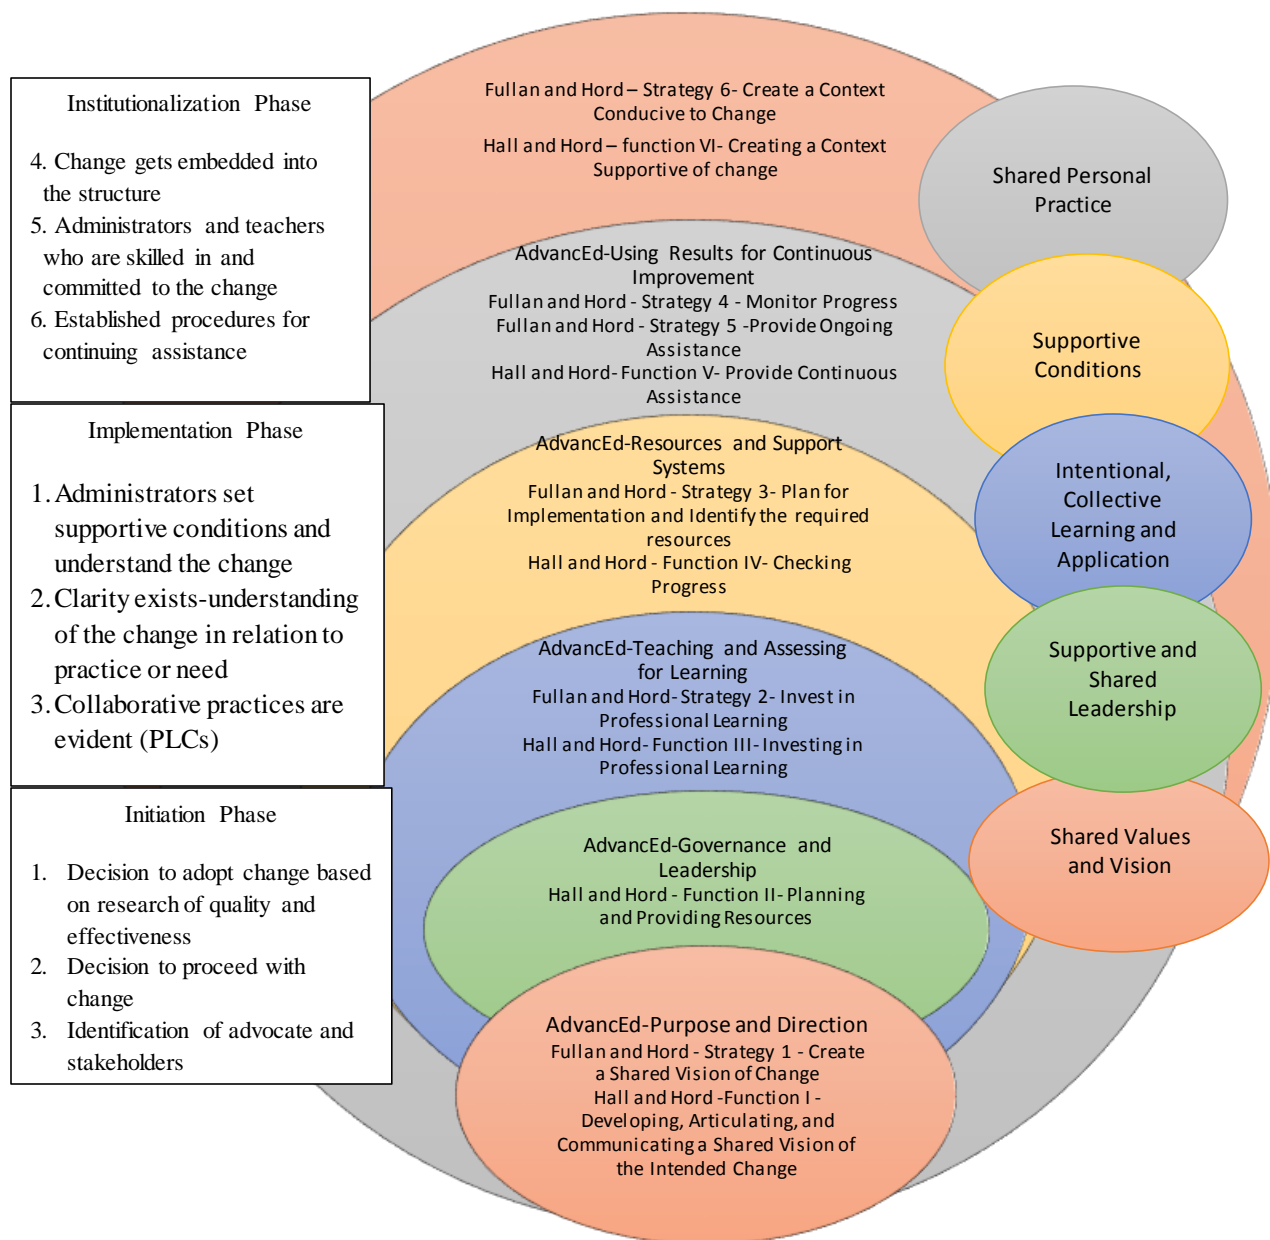 Institutionalization Phase
4. Change gets embedded into
the structure
5. Administrators and teachers
who are skilled in and
committed to the change
6. Established procedures for
continuing assistance
Implementation Phase
1. Administrators set
supportive conditions and
understand the change
2. Clarity exists-understanding
of the change in relation to
practice or need
3. Collaborative practices are
evident (PLCs)
Initiation Phase
1. Decision to adopt change based
on research of quality and
effectiveness
2. Decision to proceed with
change
3. Identification of advocate and
stakeholders
Fullan and Hord – Strategy 6- Create a Context
Conducive to Change
Hall and Hord – function VI- Creating a Context
Supportive of change
AdvancEd-Using Results for Continuous
Improvement
Fullan and Hord - Strategy 4 - Monitor Progress
Fullan and Hord - Strategy 5 -Provide Ongoing
Assistance
Hall and Hord- Function V- Provide Continuous
Assistance
AdvancEd-Resources and Support
Systems
Fullan and Hord - Strategy 3- Plan for
Implementation and Identify the required
resources
Hall and Hord - Function IV- Checking
Progress
AdvancEd-Teaching and Assessing
for Learning
Fullan and Hord- Strategy 2- Invest in
Professional Learning
Hall and Hord- Function III- Investing in
Professional Learning
AdvancEd-Governance and
Leadership
Hall and Hord - Function II- Planning
and Providing Resources
AdvancEd-Purpose and Direction
Fullan and Hord - Strategy 1 - Create
a Shared Vision of Change
Hall and Hord -Function I -
Developing, Articulating, and
Communicating a Shared Vision of
the Intended Change
Shared Personal
Practice
Supportive
Conditions
Intentional,
Collective
Learning and
Application
Supportive and
Shared
Leadership
Shared Values
and Vision